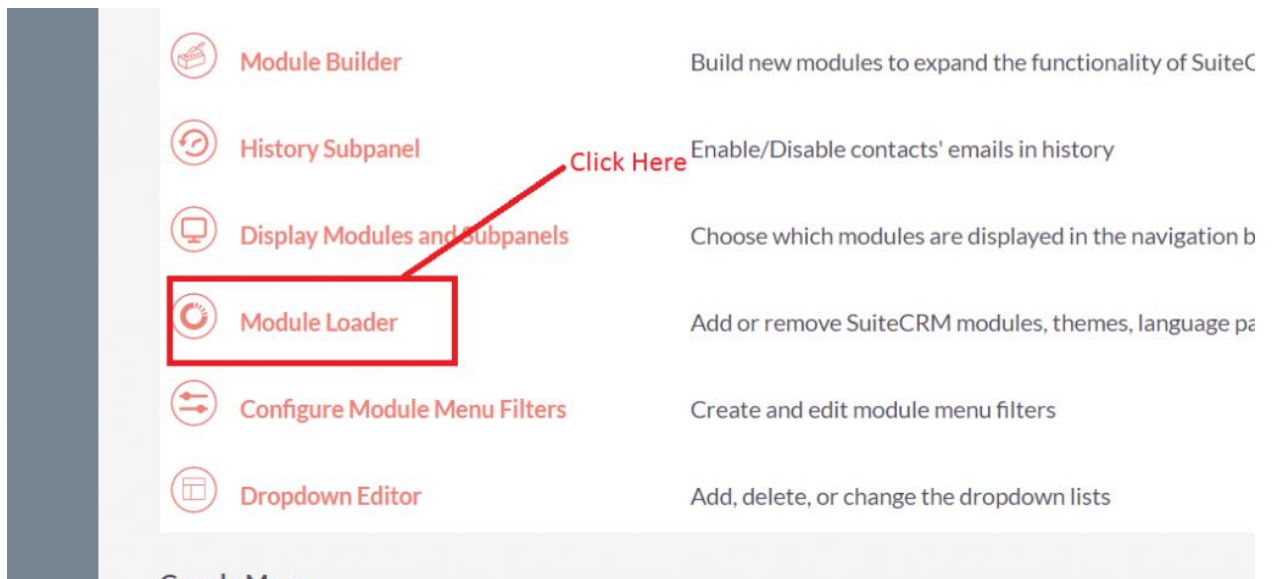 Module Builder Build new modules to expand the functionality of SuiteC
History Subpanel Enable/Disable contacts' emails in history
Click Here
Display Modules and Subpanels Choose which modules are displayed in the navigation b
Module Loader Add or remove SuiteCRM modules, themes, language pa
Configure Module Menu Filters Create and edit module menu filters
Dropdown Editor Add, delete, or change the dropdown lists